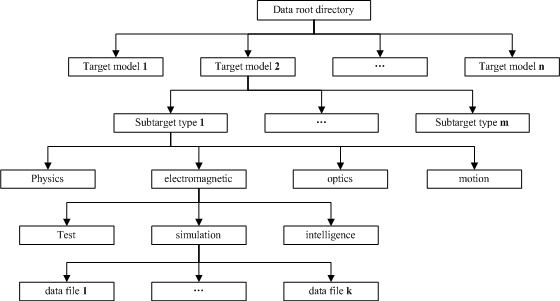 Data root directory
Target model 1
Target model 2
...
Target model n
Subtarget type 1
...
Subtarget type m
Physics
electromagnetic
optics
motion
Test
simulation
intelligence
data file 1
...
data file k